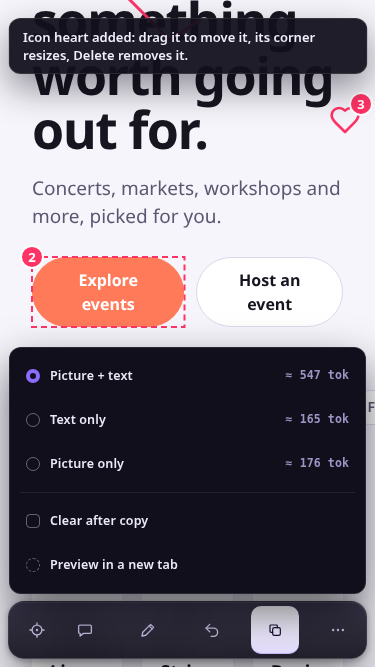 something
Icon heart added: drag it to move it, its corner
resizes, Delete removes it.
worth going
out for.
3
Concerts, markets, workshops and
more, picked for you.
2
Explore
events
Host an
event
Picture + text
≈ 547 tok
Text only
≈ 165 tok
Picture only
≈ 176 tok
Clear after copy
Preview in a new tab
F